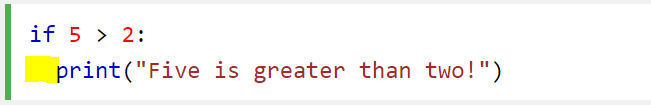 if 5 > 2:
  print("Five is greater than two!")